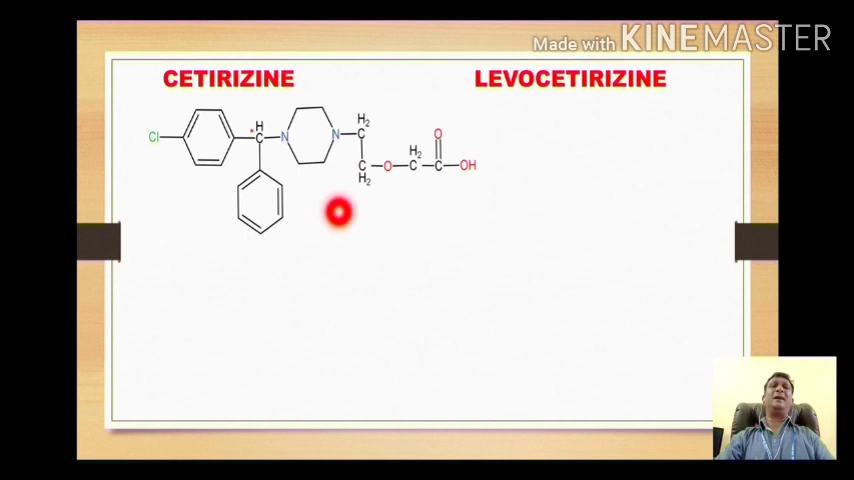 Made with KINEMASTER
CETIRIZINE
LEVOCETIRIZINE
H H₂
Cl * C N N C
O
H₂
C O C C OH
H₂